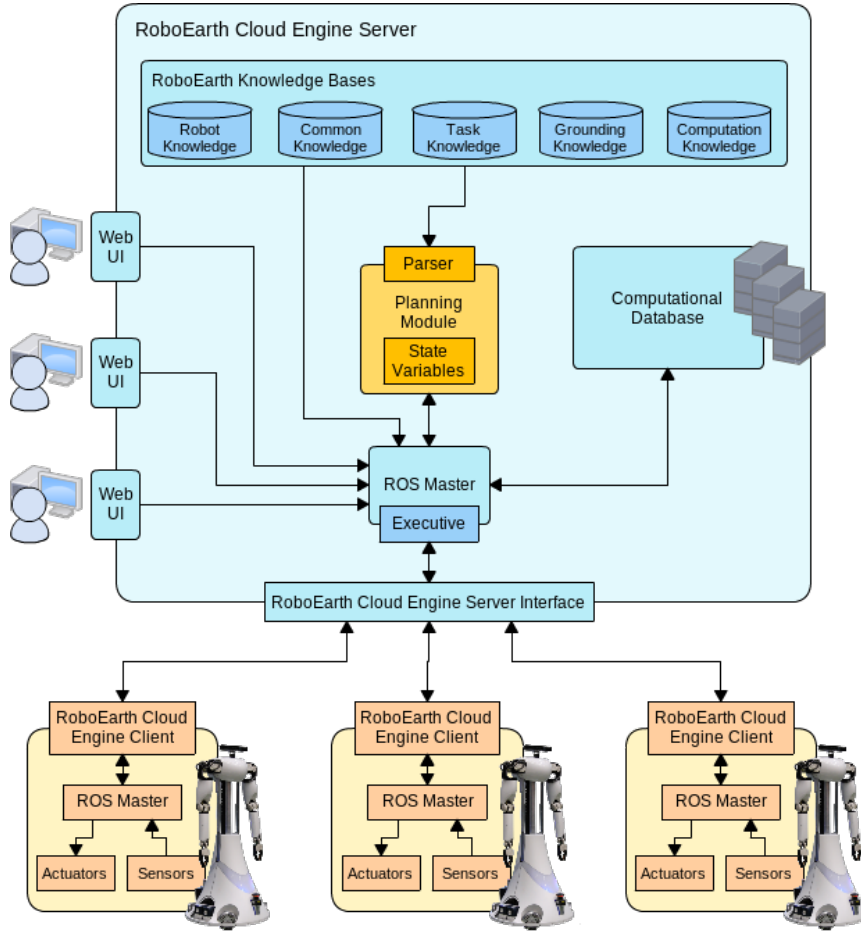 RoboEarth Cloud Engine Server
RoboEarth Knowledge Bases
Robot
Knowledge
Common
Knowledge
Task
Knowledge
Grounding
Knowledge
Computation
Knowledge
Web
UI
Parser
Planning
Module
State
Variables
Computational
Database
Web
UI
Web
UI
ROS Master
Executive
RoboEarth Cloud Engine Server Interface
RoboEarth Cloud
Engine Client
ROS Master
Actuators
Sensors
RoboEarth Cloud
Engine Client
ROS Master
Actuators
Sensors
RoboEarth Cloud
Engine Client
ROS Master
Actuators
Sensors